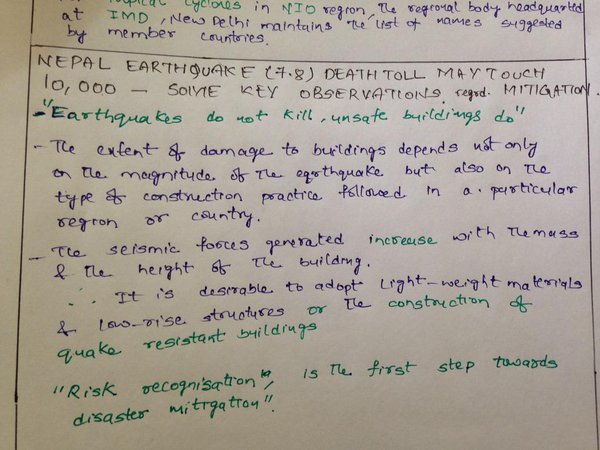 tropical cyclones in NIO region, The regional body headquarted
at IMD, New Delhi maintains The list of names suggested
by member countries.
NEPAL EARTHQUAKE (7.8) DEATH TOLL MAY TOUCH
10,000 – SOME KEY OBSERVATIONS regrd. MITIGATION.
- "Earthquakes do not kill, unsafe buildings do"
- The extent of damage to buildings depends not only
on the magnitude of the earthquake but also on the
type of construction practice followed in a particular
region or country.
- The seismic forces generated increase with The mass
& the height of The building.
∴ It is desirable to adopt Light-weight materials
& low-rise structures or The construction of
quake resistant buildings
"Risk recognisation", is The first step towards
disaster mitigation".